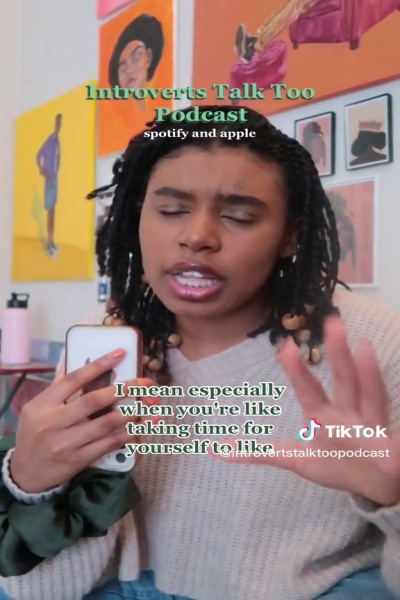 Introverts Talk Too
Podcast
spotify and apple
I mean especially
when you're like
taking time for
yourself to like
TikTok
@introvertstalktoopodcast